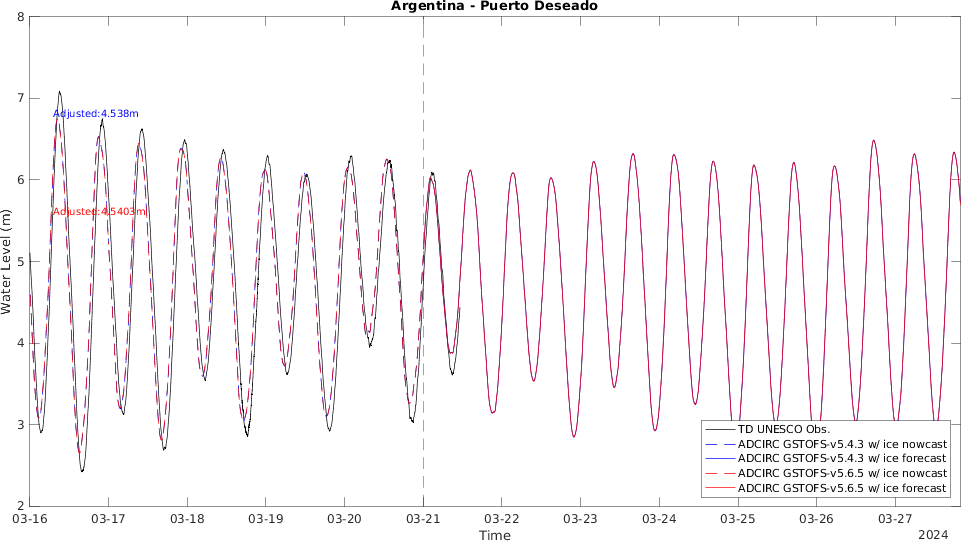 Argentina - Puerto Deseado
8
7
6
5
4
3
2
Water Level (m)
Adjusted:4.538m
Adjusted:4.5403m
TD UNESCO Obs.
ADCIRC GSTOFS-v5.4.3 w/ ice nowcast
ADCIRC GSTOFS-v5.4.3 w/ ice forecast
ADCIRC GSTOFS-v5.6.5 w/ ice nowcast
ADCIRC GSTOFS-v5.6.5 w/ ice forecast
03-16 03-17 03-18 03-19 03-20 03-21 03-22 03-23 03-24 03-25 03-26 03-27
Time
2024